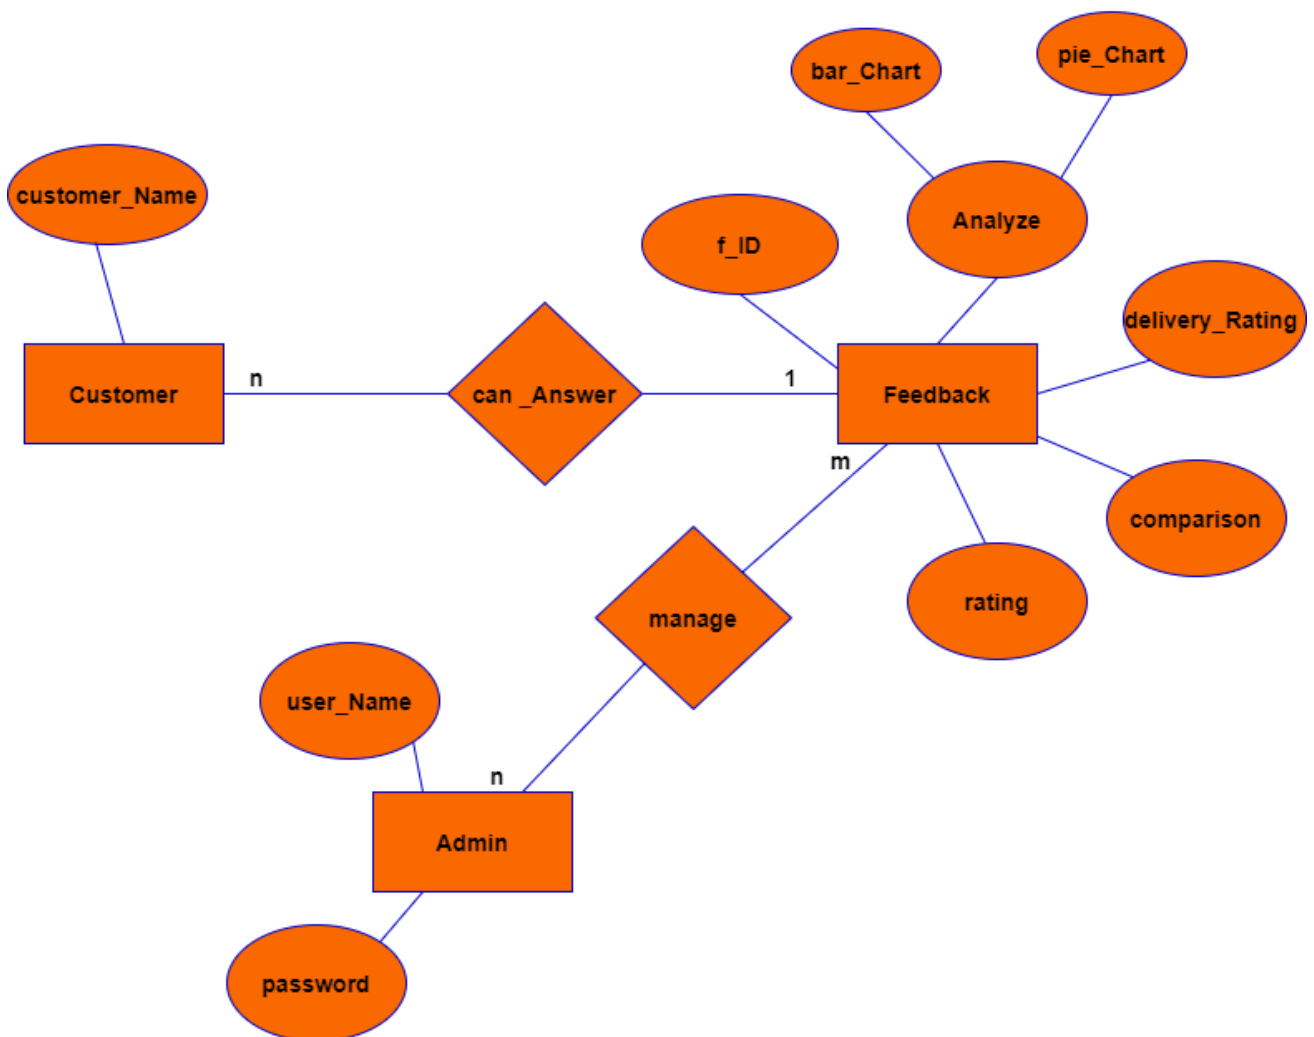 pie_Chart
bar_Chart
customer_Name
Analyze
f_ID
delivery_Rating
n
1
Customer
can _Answer
Feedback
m
comparison
rating
manage
user_Name
n
Admin
password